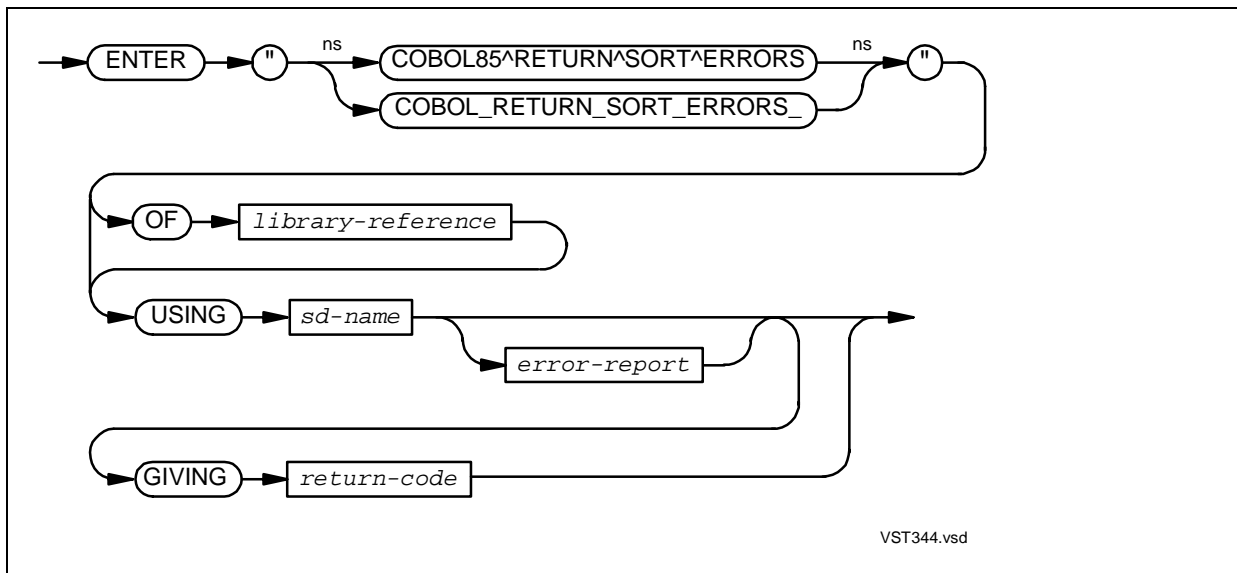 ns ns
ENTER " COBOL85^RETURN^SORT^ERRORS "
COBOL_RETURN_SORT_ERRORS_
OF library-reference
USING sd-name
error-report
GIVING return-code
VST344.vsd